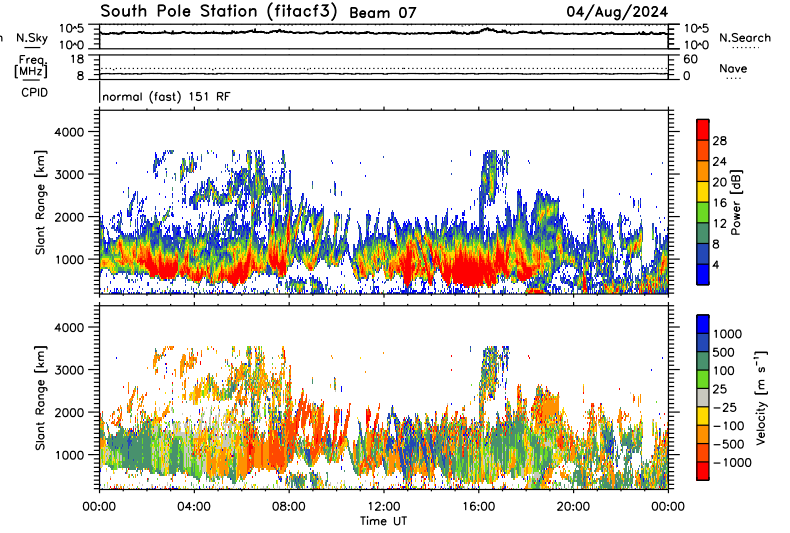 South Pole Station (fitacf3) Beam 07 04/Aug/2024
N.Sky 10^5 10^0 10^5 10^0 N.Search
Freq. [MHz] 18 8 60 0 Nave
CPID normal (fast) 151 RF
Slant Range [km]
4000
3000
2000
1000
28
24
20
16
12
8
4
Power [dB]
Slant Range [km]
4000
3000
2000
1000
1000
500
100
25
-25
-100
-500
-1000
Velocity [m s⁻¹]
00:00 04:00 08:00 12:00 16:00 20:00 00:00
Time UT